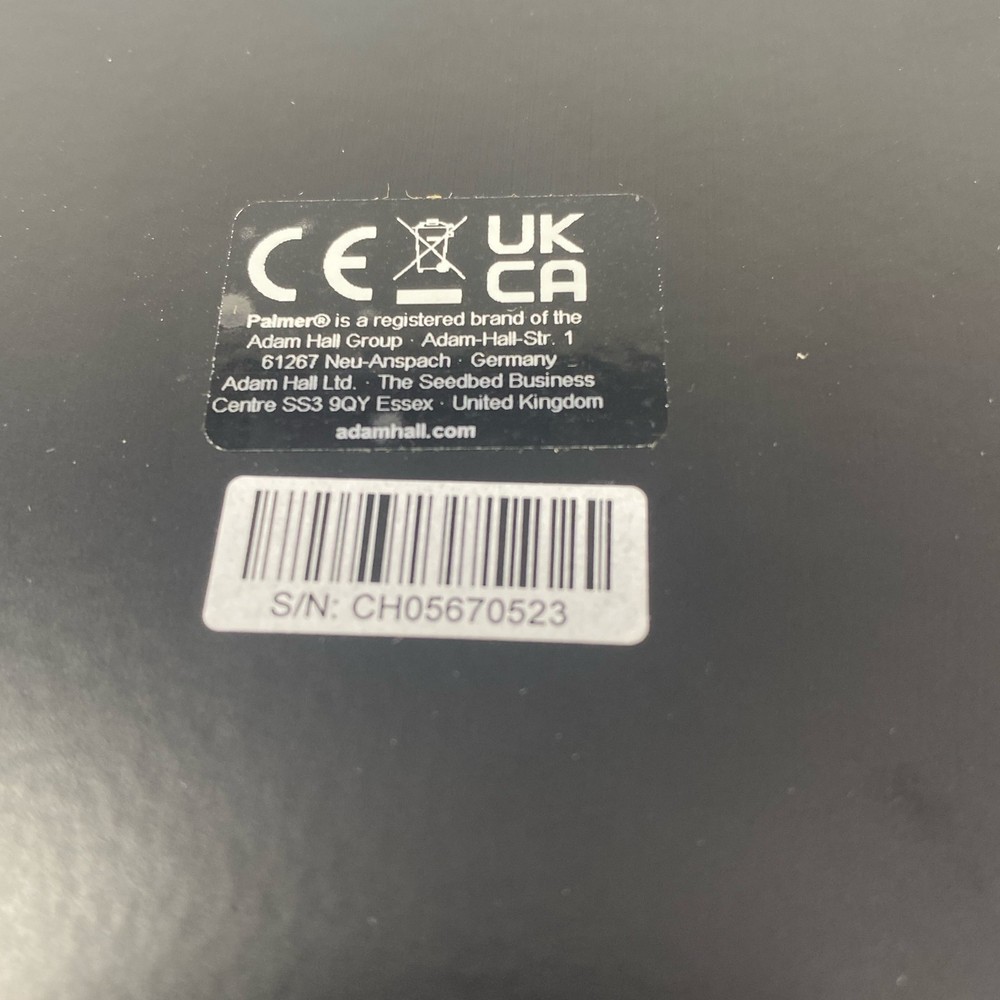 CE UK
CA
Palmer® is a registered brand of the
Adam Hall Group · Adam-Hall-Str. 1
61267 Neu-Anspach · Germany
Adam Hall Ltd. · The Seedbed Business
Centre SS3 9QY Essex · United Kingdom
adamhall.com
S/N: CH05670523